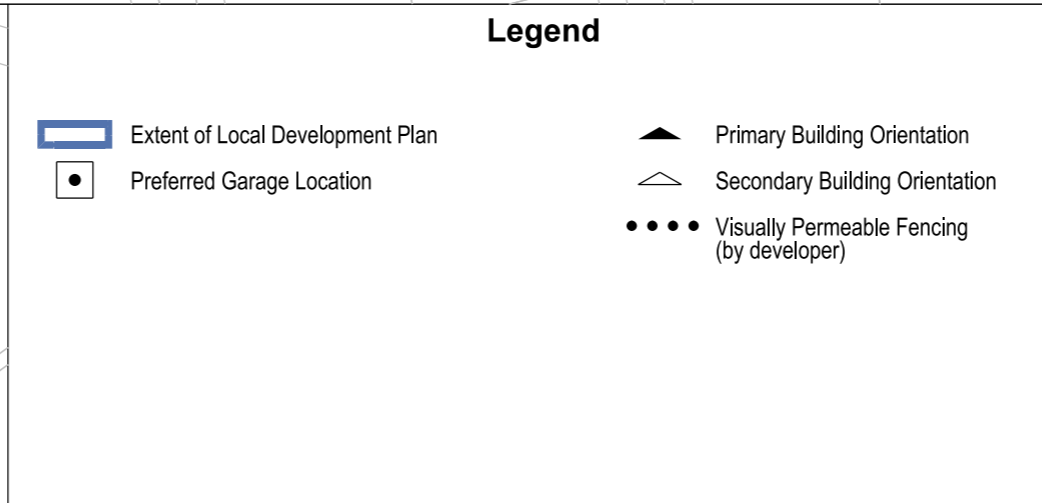 Legend
Extent of Local Development Plan
Preferred Garage Location
Primary Building Orientation
Secondary Building Orientation
Visually Permeable Fencing
(by developer)